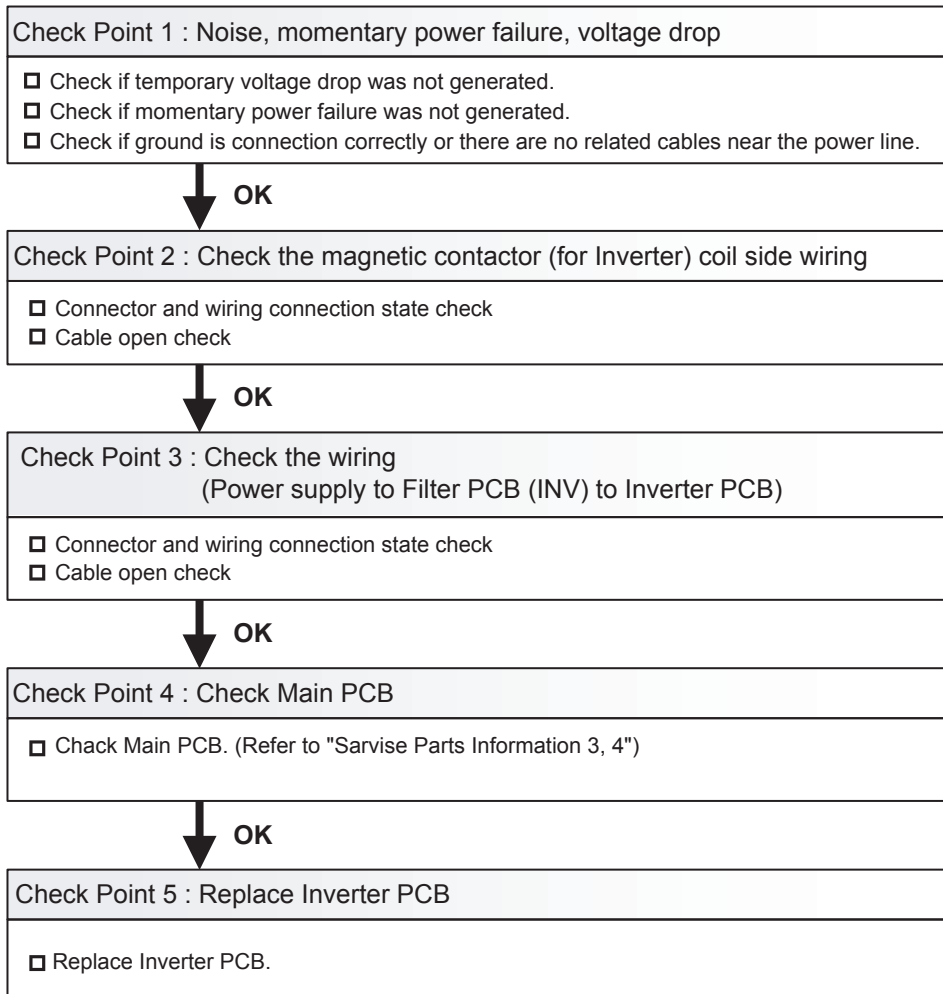 Check Point 1 : Noise, momentary power failure, voltage drop
Check if temporary voltage drop was not generated.
Check if momentary power failure was not generated.
Check if ground is connection correctly or there are no related cables near the power line.
OK
Check Point 2 : Check the magnetic contactor (for Inverter) coil side wiring
Connector and wiring connection state check
Cable open check
OK
Check Point 3 : Check the wiring
(Power supply to Filter PCB (INV) to Inverter PCB)
Connector and wiring connection state check
Cable open check
OK
Check Point 4 : Check Main PCB
Chack Main PCB. (Refer to "Sarvise Parts Information 3, 4")
OK
Check Point 5 : Replace Inverter PCB
Replace Inverter PCB.